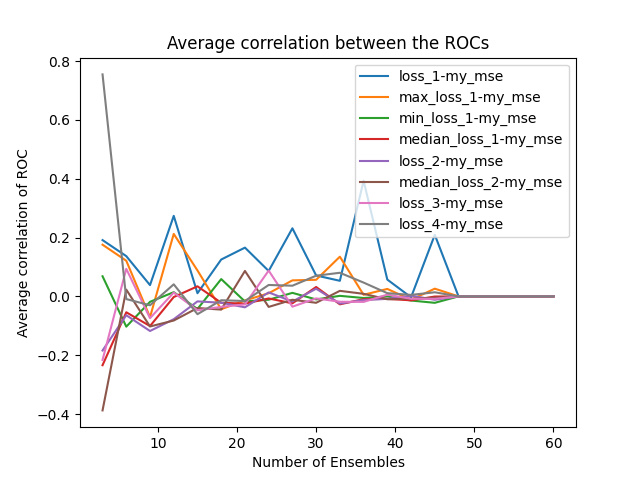 Average correlation between the ROCs
Average correlation of ROC
0.8
0.6
0.4
0.2
0.0
−0.2
−0.4
loss_1-my_mse
max_loss_1-my_mse
min_loss_1-my_mse
median_loss_1-my_mse
loss_2-my_mse
median_loss_2-my_mse
loss_3-my_mse
loss_4-my_mse
10 20 30 40 50 60
Number of Ensembles